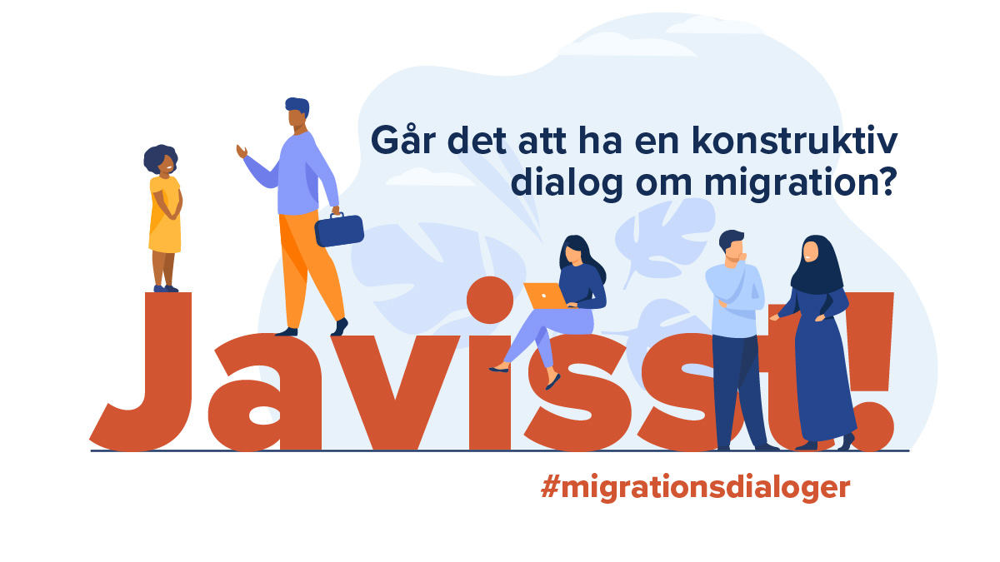 Går det att ha en konstruktiv
dialog om migration?
Javisst!
#migrationsdialoger